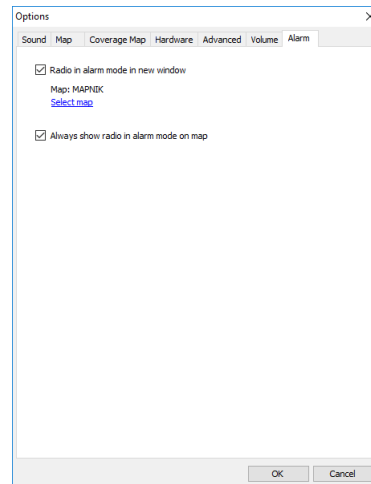 Options
Sound Map Coverage Map Hardware Advanced Volume Alarm
Radio in alarm mode in new window
Map: MAPNIK
Select map
Always show radio in alarm mode on map
OK Cancel